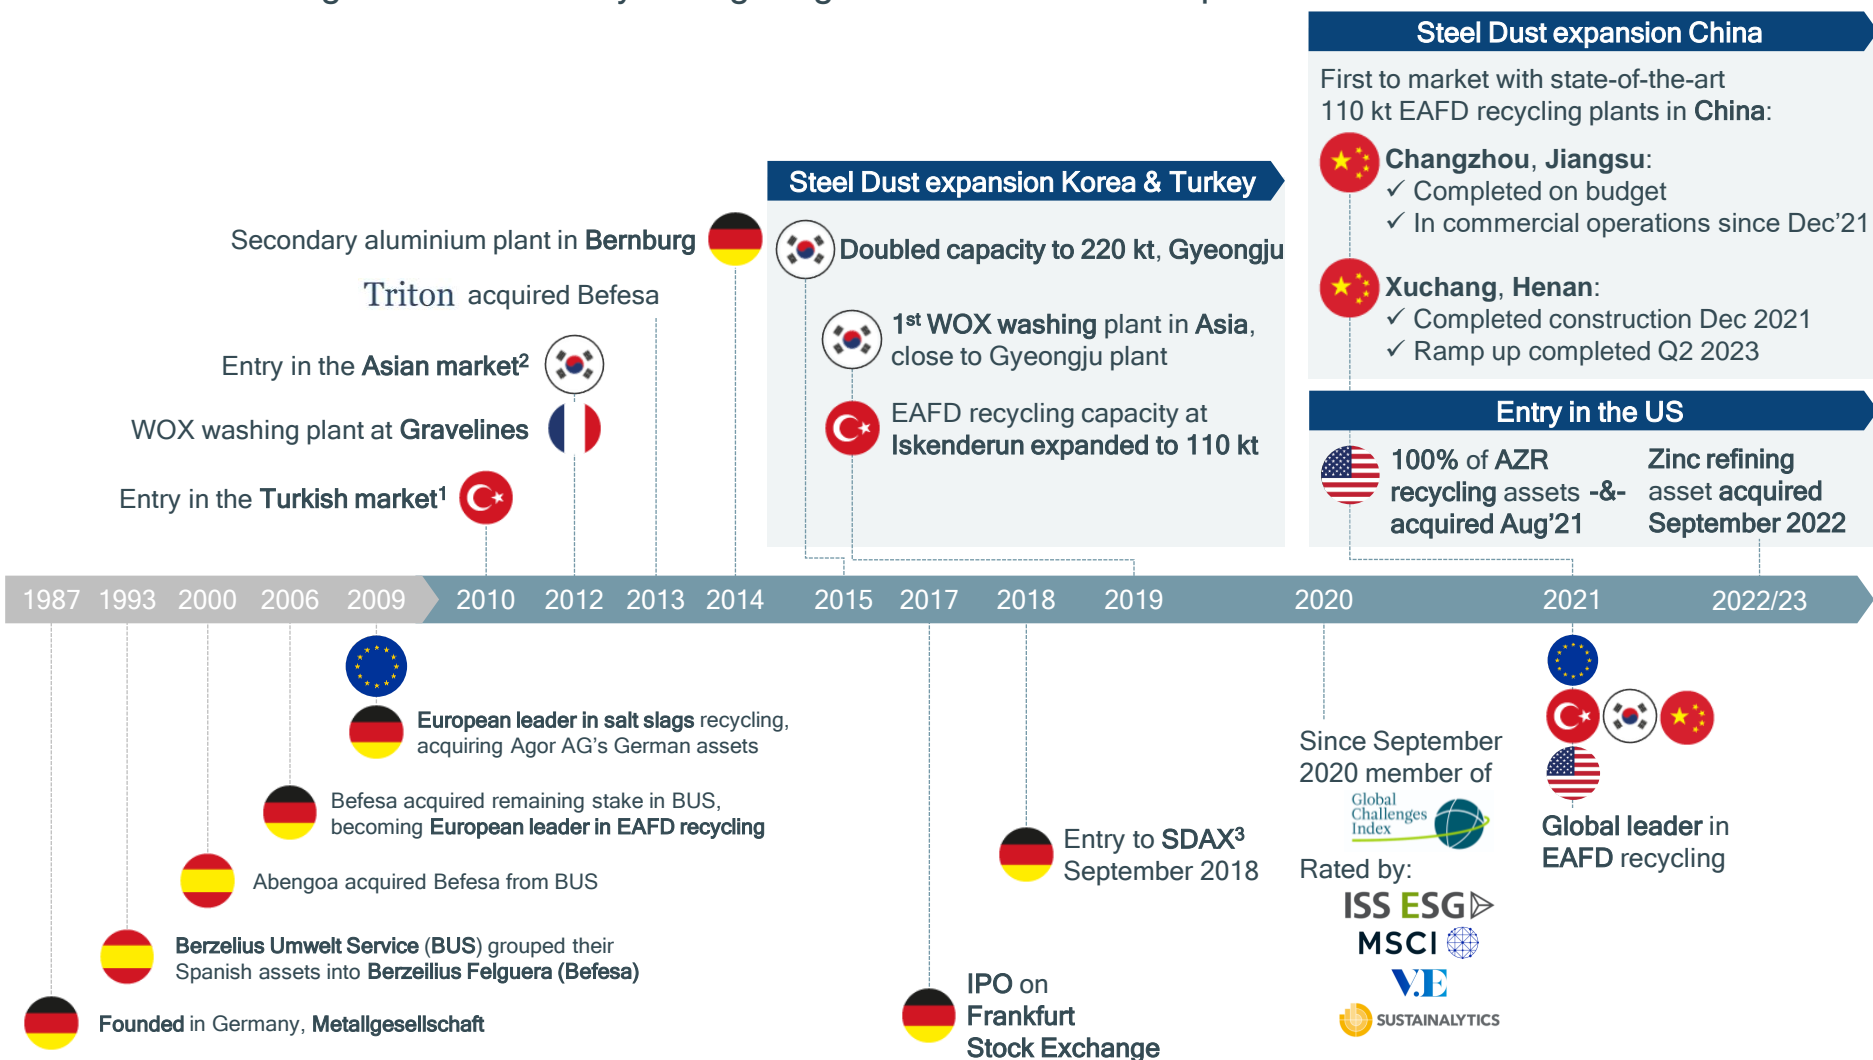 Steel Dust expansion China
First to market with state-of-the-art
110 kt EAFD recycling plants in China:
Changzhou, Jiangsu:
✓ Completed on budget
✓ In commercial operations since Dec'21
Xuchang, Henan:
✓ Completed construction Dec 2021
✓ Ramp up completed Q2 2023
Steel Dust expansion Korea & Turkey
Doubled capacity to 220 kt, Gyeongju
1st WOX washing plant in Asia,
close to Gyeongju plant
EAFD recycling capacity at
Iskenderun expanded to 110 kt
Secondary aluminium plant in Bernburg
Triton acquired Befesa
Entry in the Asian market2
WOX washing plant at Gravelines
Entry in the Turkish market1
Entry in the US
100% of AZR
recycling assets -&-
acquired Aug'21
Zinc refining
asset acquired
September 2022
1987 1993 2000 2006 2009 2010 2012 2013 2014 2015 2017 2018 2019 2020 2021 2022/23
European leader in salt slags recycling,
acquiring Agor AG's German assets
Befesa acquired remaining stake in BUS,
becoming European leader in EAFD recycling
Abengoa acquired Befesa from BUS
Berzelius Umwelt Service (BUS) grouped their
Spanish assets into Berzeilius Felguera (Befesa)
Founded in Germany, Metallgesellschaft
IPO on
Frankfurt
Stock Exchange
Entry to SDAX3
September 2018
Since September
2020 member of
Global
Challenges
Index
Rated by:
ISS ESG
MSCI
V.E
SUSTAINALYTICS
Global leader in
EAFD recycling